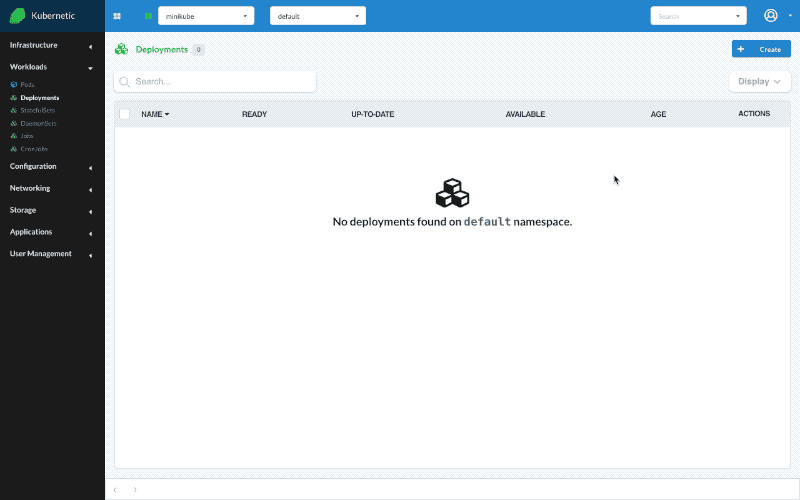 Kubernetic
minikube
default
Search
Infrastructure
Workloads
Pods
Deployments
StatefulSets
DaemonSets
Jobs
CronJobs
Configuration
Networking
Storage
Applications
User Management
Deployments 0
+ Create
Search...
Display
NAME READY UP-TO-DATE AVAILABLE AGE ACTIONS
No deployments found on default namespace.